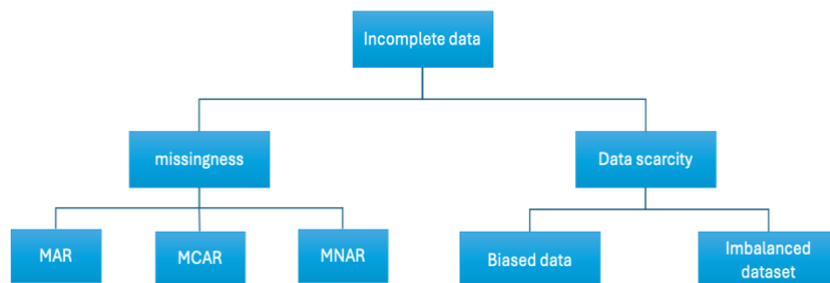 Incomplete data
missingness
Data scarcity
MAR
MCAR
MNAR
Biased data
Imbalanced
dataset